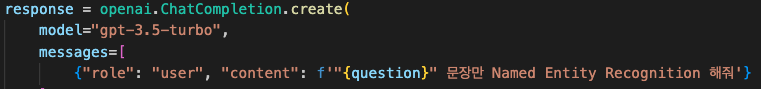 response = openai.ChatCompletion.create(
model="gpt-3.5-turbo",
messages=[
{"role": "user", "content": f'"{question}" 문장만 Named Entity Recognition 해줘'}